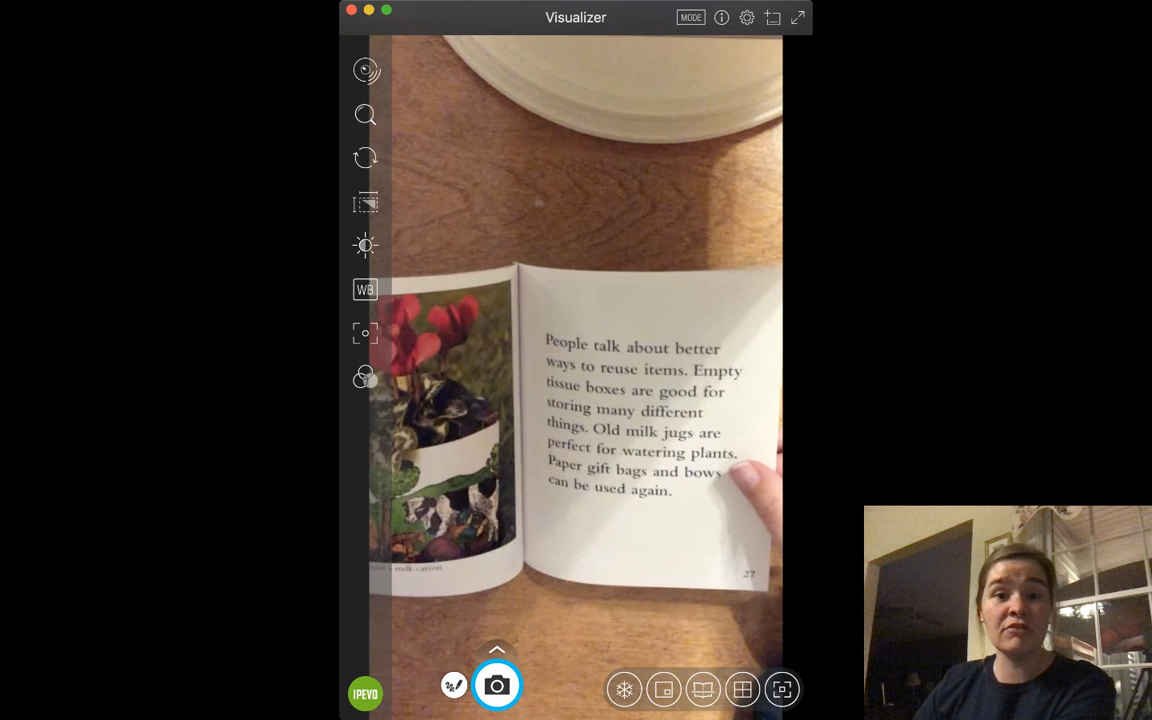 Visualizer
MODE
WB
People talk about better
ways to reuse items. Empty
tissue boxes are good for
storing many different
things. Old milk jugs are
perfect for watering plants.
Paper gift bags and bows
can be used again.
a milk carton
27
IPEVO